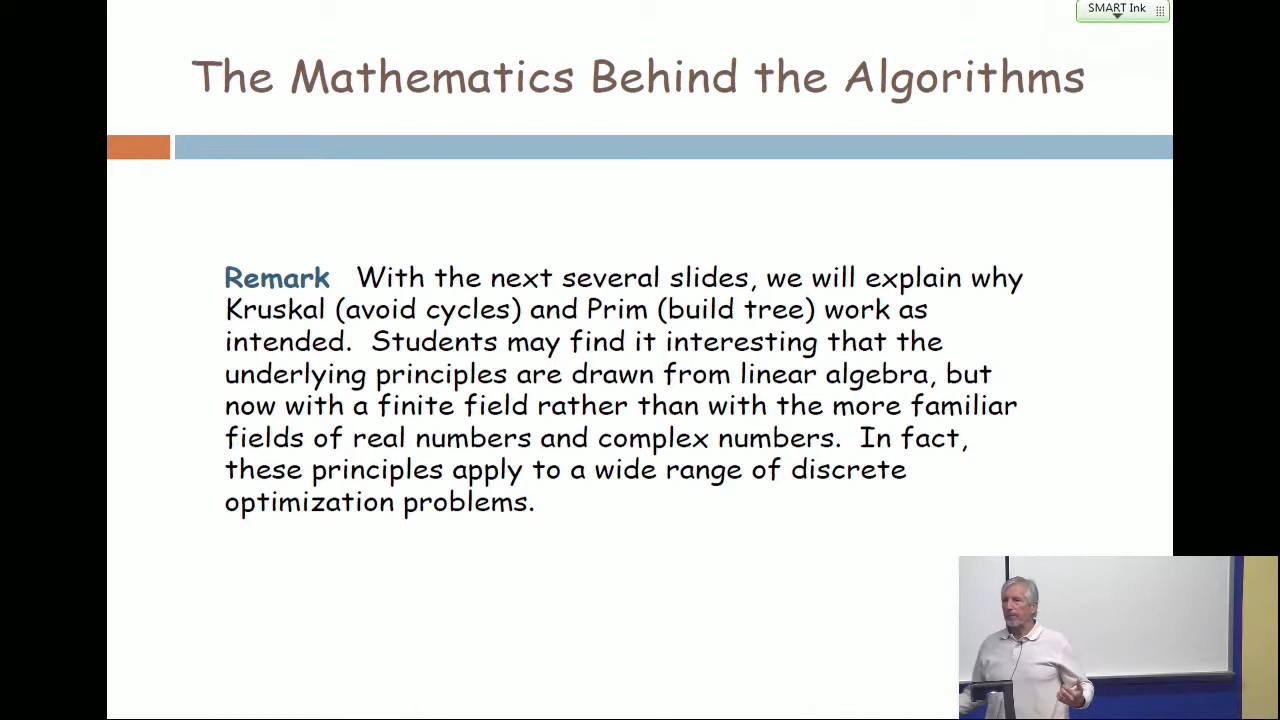 SMART Ink
The Mathematics Behind the Algorithms
Remark With the next several slides, we will explain why
Kruskal (avoid cycles) and Prim (build tree) work as
intended. Students may find it interesting that the
underlying principles are drawn from linear algebra, but
now with a finite field rather than with the more familiar
fields of real numbers and complex numbers. In fact,
these principles apply to a wide range of discrete
optimization problems.